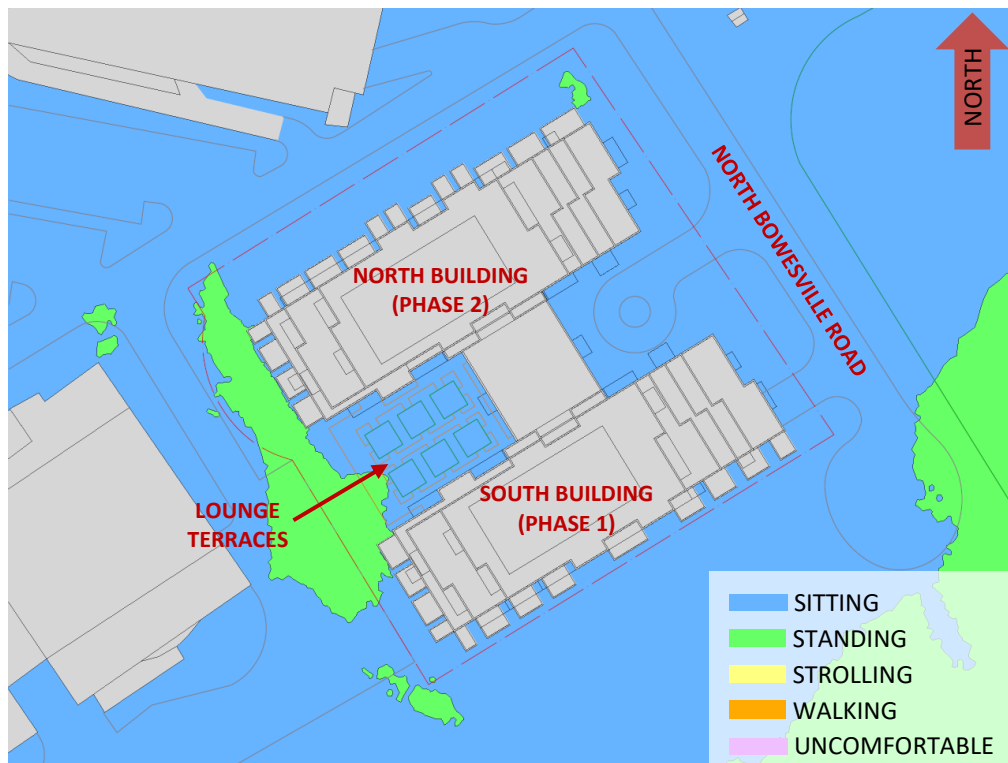 NORTH
NORTH BOWESVILLE ROAD
NORTH BUILDING
(PHASE 2)
SOUTH BUILDING
(PHASE 1)
LOUNGE
TERRACES
SITTING
STANDING
STROLLING
WALKING
UNCOMFORTABLE